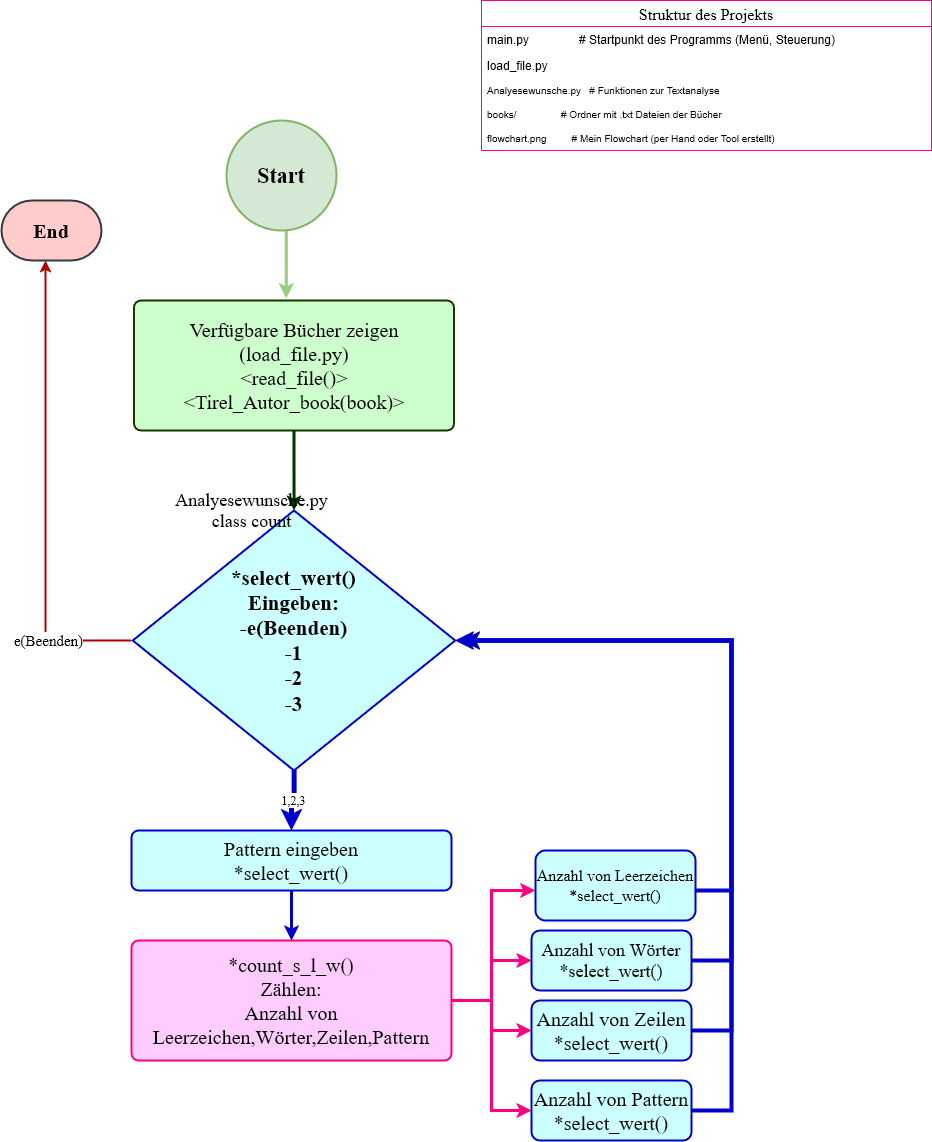 Struktur des Projekts
main.py # Startpunkt des Programms (Menü, Steuerung)
load_file.py
Analyesewunsche.py # Funktionen zur Textanalyse
books/ # Ordner mit .txt Dateien der Bücher
flowchart.png # Mein Flowchart (per Hand oder Tool erstellt)
Start
End
Verfügbare Bücher zeigen
(load_file.py)
<read_file()>
<Tirel_Autor_book(book)>
Analyesewunsche.py
class count
*select_wert()
Eingeben:
-e(Beenden)
-1
-2
-3
e(Beenden)
1,2,3
Pattern eingeben
*select_wert()
*count_s_l_w()
Zählen:
Anzahl von
Leerzeichen,Wörter,Zeilen,Pattern
Anzahl von Leerzeichen
*select_wert()
Anzahl von Wörter
*select_wert()
Anzahl von Zeilen
*select_wert()
Anzahl von Pattern
*select_wert()